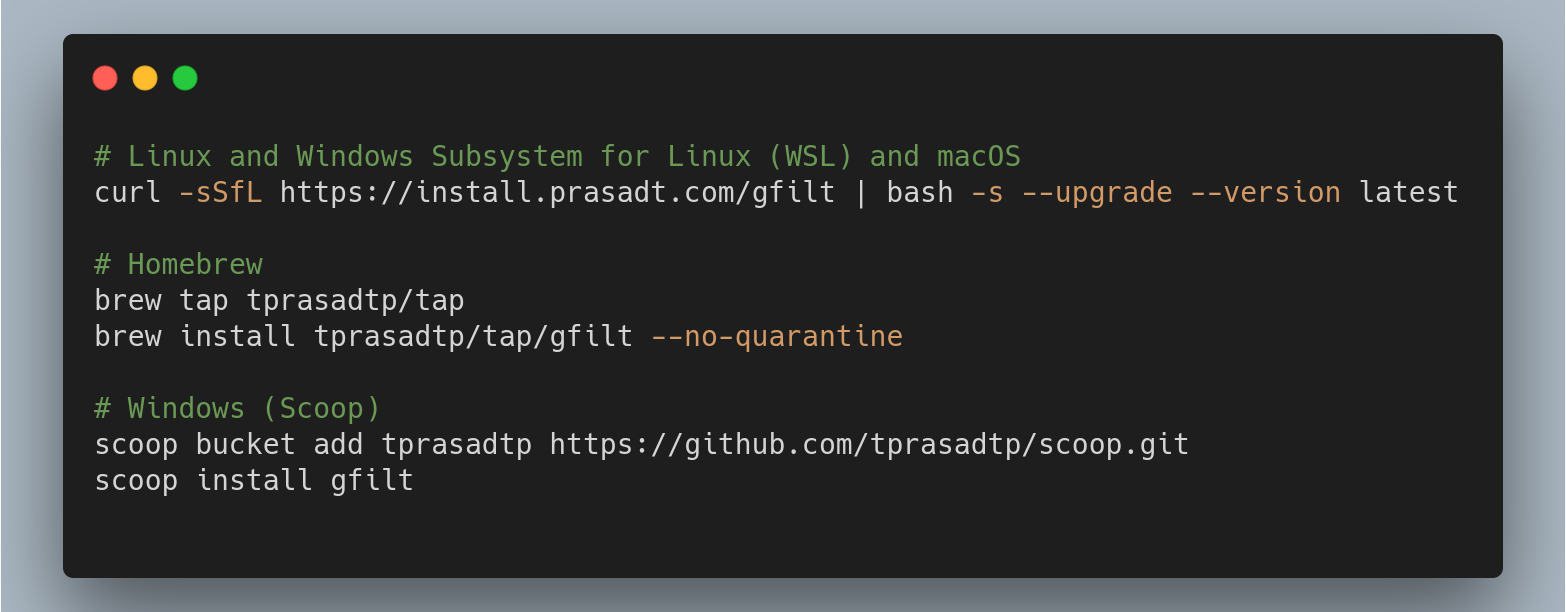 # Linux and Windows Subsystem for Linux (WSL) and macOS
curl -sSfL https://install.prasadt.com/gfilt | bash -s --upgrade --version latest
# Homebrew
brew tap tprasadtp/tap
brew install tprasadtp/tap/gfilt --no-quarantine
# Windows (Scoop)
scoop bucket add tprasadtp https://github.com/tprasadtp/scoop.git
scoop install gfilt